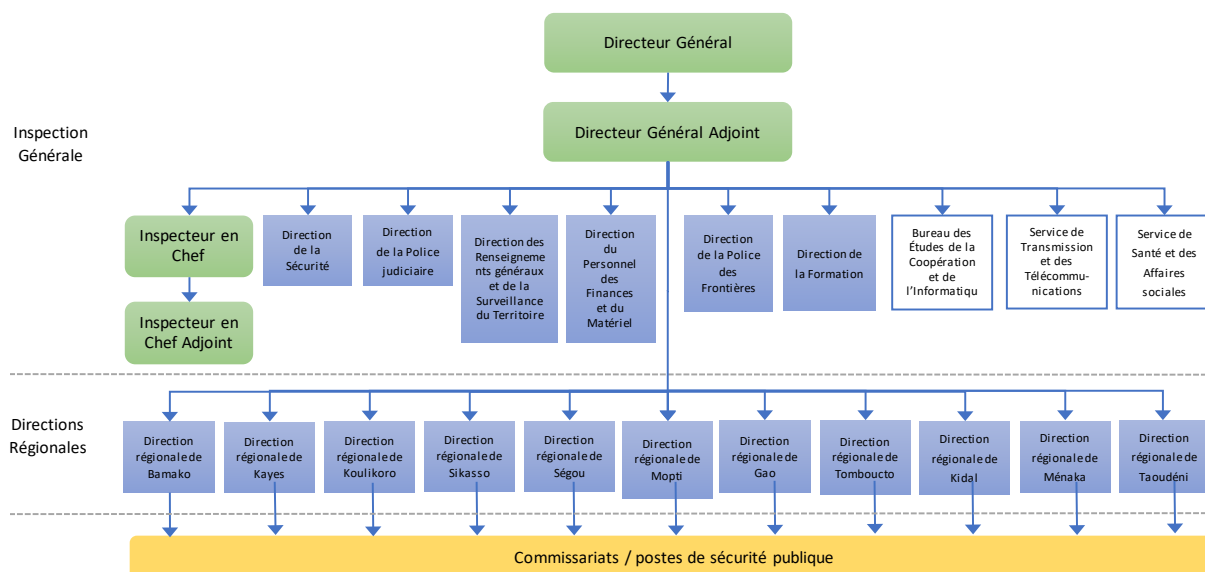 Directeur Général
Directeur Général Adjoint
Inspection
Générale
Inspecteur en
Chef
Inspecteur en
Chef Adjoint
Direction
de la
Sécurité
Direction
de la Police
judiciaire
Direction des
Renseigneme
nts généraux
et de la
Surveillance
du Territoire
Direction
du
Personnel
des
Finances
et du
Matériel
Direction
de la Police
des
Frontières
Direction de
la Formation
Bureau des
Études de la
Coopération
et de
l'Informatiqu
Service de
Transmission
et des
Télécommu-
nications
Service de
Santé et des
Affaires
sociales
Directions
Régionales
Direction
régionale de
Bamako
Direction
régionale de
Kayes
Direction
régionale de
Koulikoro
Direction
régionale de
Sikasso
Direction
régionale de
Ségou
Direction
régionale de
Mopti
Direction
régionale de
Gao
Direction
régionale de
Tomboucto
Direction
régionale de
Kidal
Direction
régionale de
Ménaka
Direction
régionale de
Taoudéni
Commissariats / postes de sécurité publique